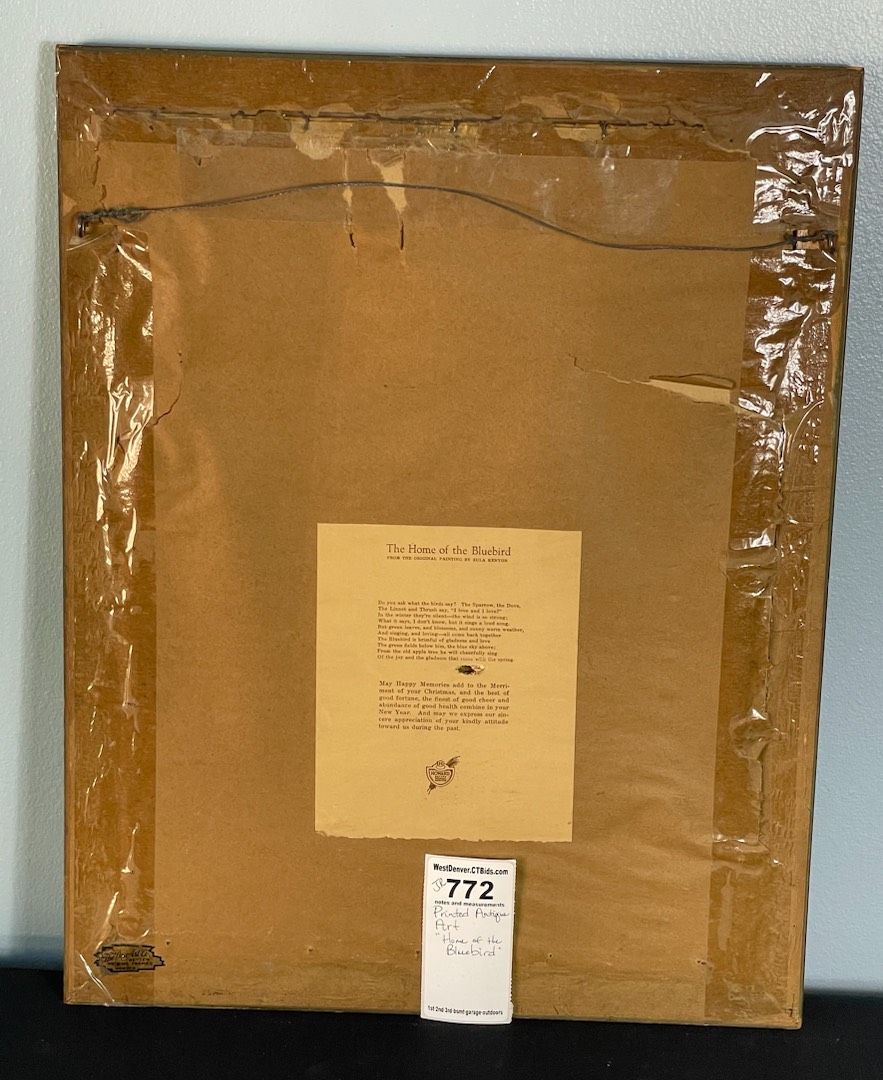 The Home of the Bluebird
FROM THE ORIGINAL PAINTING BY ZULA KENYON
Do you ask what the birds say? The Sparrow, the Dove,
The Linnet and Thrush say, "I love and I love!"
In the winter they're silent—the wind is so strong;
What it says, I don't know, but it sings a loud song.
But green leaves, and blossoms, and sunny warm weather,
And singing, and loving—all come back together
The Bluebird is brimful of gladness and love
The green fields below him, the blue sky above;
From the old apple tree he will cheerfully sing
Of the joy and the gladness that come with the spring
May Happy Memories add to the Merri-
ment of your Christmas, and the best of
good fortune, the finest of good cheer and
abundance of good health combine in your
New Year. And may we express our sin-
cere appreciation of your kindly attitude
toward us during the past.
HOWARD
WestDenver.CTBids.com
JR 772
notes and measurements
Printed Antique
Art
"Home of the
Bluebird"
1st 2nd 3rd bsmt-garage-outdoors